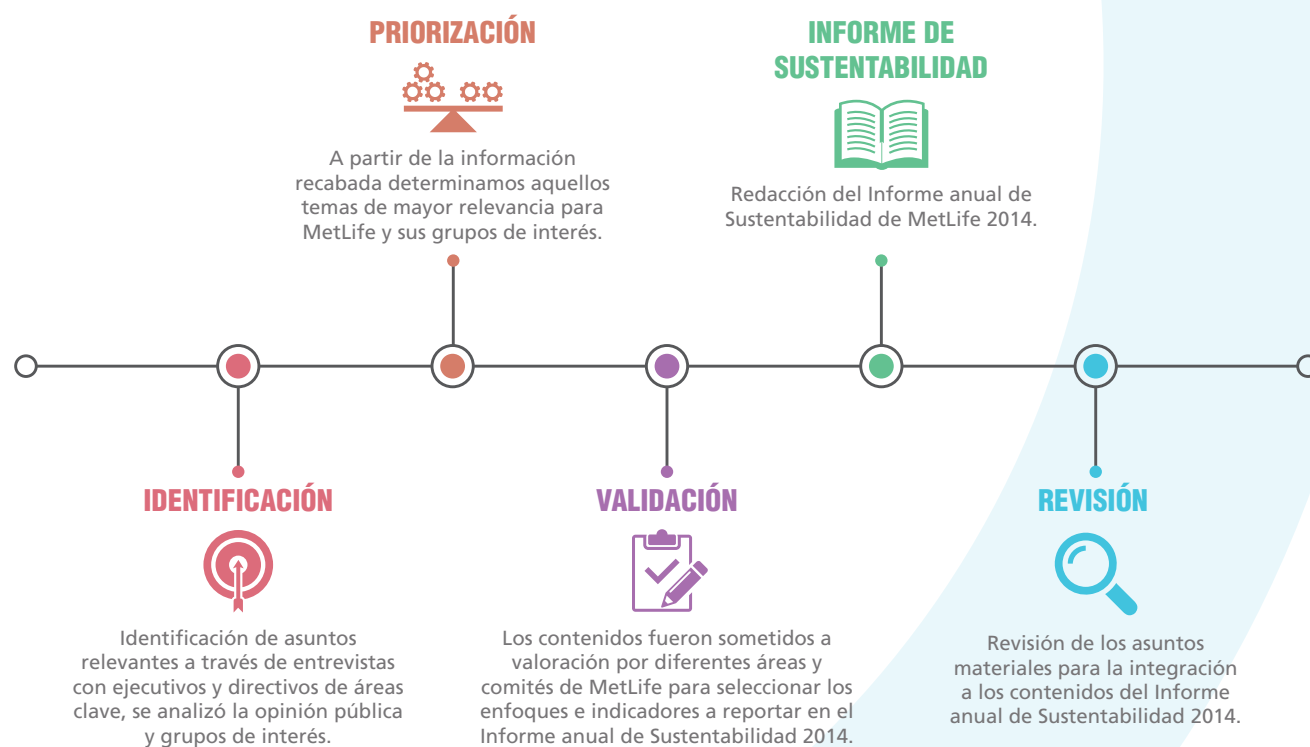 PRIORIZACIÓN
A partir de la información
recabada determinamos aquellos
temas de mayor relevancia para
MetLife y sus grupos de interés.
INFORME DE
SUSTENTABILIDAD
Redacción del Informe anual de
Sustentabilidad de MetLife 2014.
IDENTIFICACIÓN
Identificación de asuntos
relevantes a través de entrevistas
con ejecutivos y directivos de áreas
clave, se analizó la opinión pública
y grupos de interés.
VALIDACIÓN
Los contenidos fueron sometidos a
valoración por diferentes áreas y
comités de MetLife para seleccionar los
enfoques e indicadores a reportar en el
Informe anual de Sustentabilidad 2014.
REVISIÓN
Revisión de los asuntos
materiales para la integración
a los contenidos del Informe
anual de Sustentabilidad 2014.